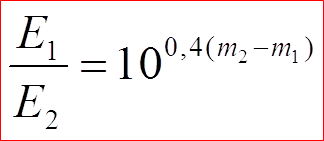 E₁/E₂ = 10^{0,4(m₂−m₁)}